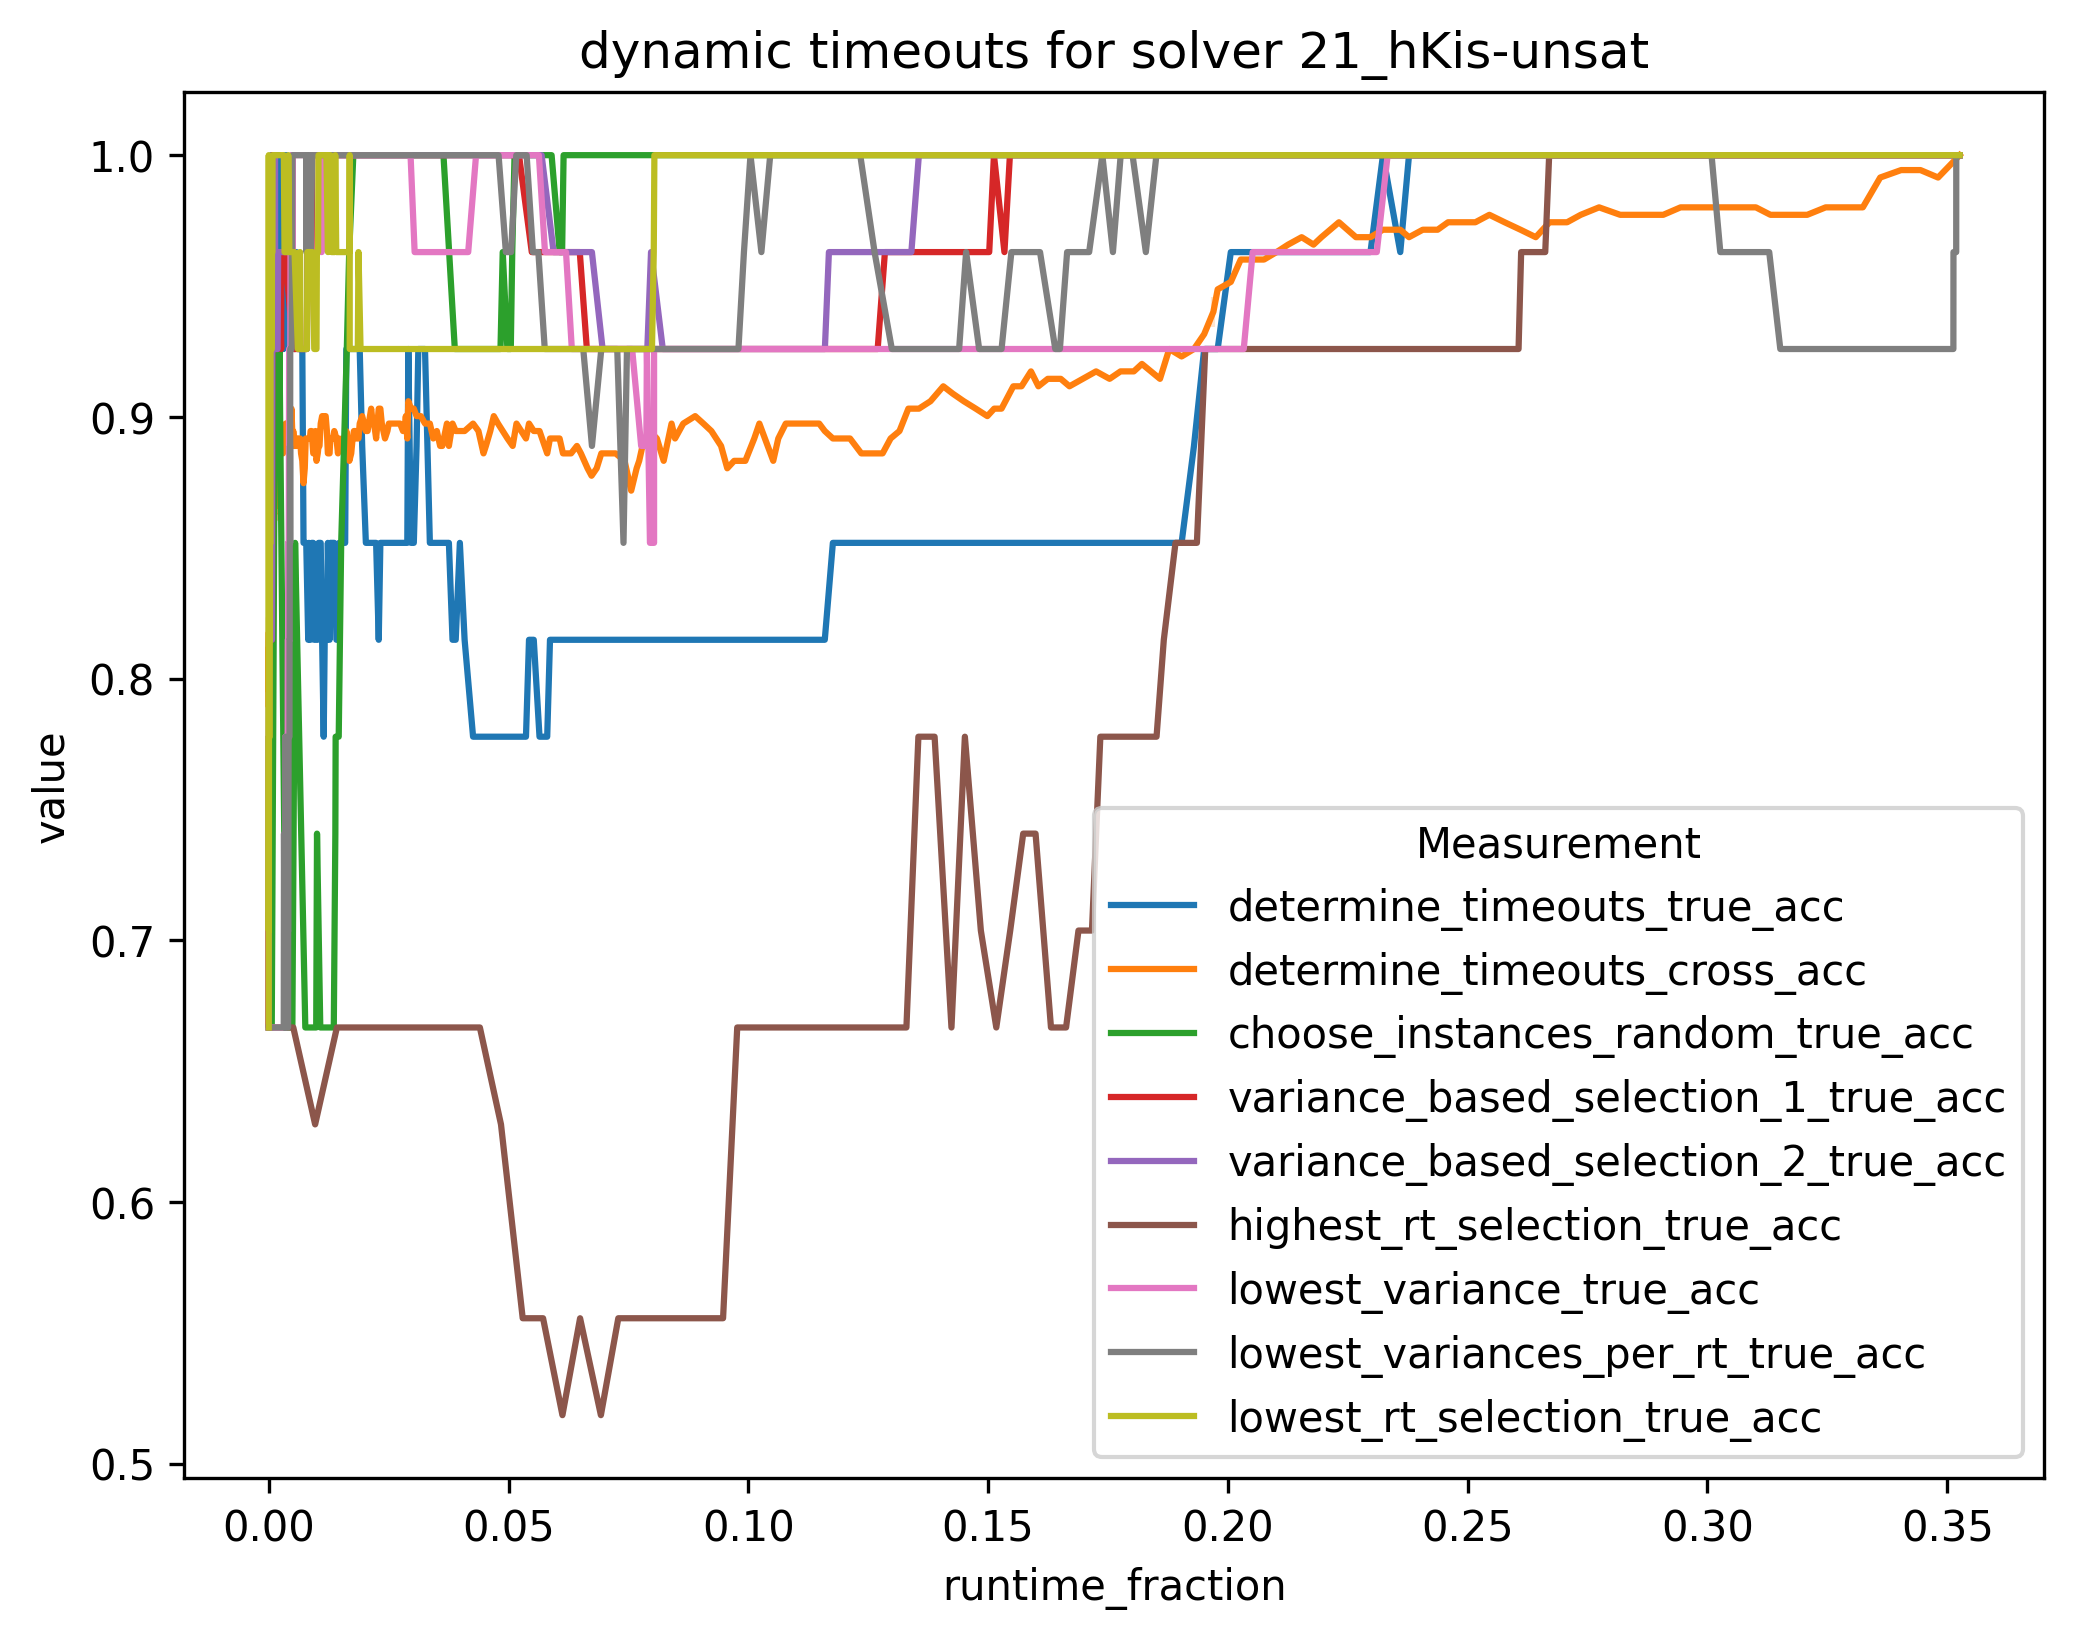 dynamic timeouts for solver 21_hKis-unsat
value
1.0
0.9
0.8
0.7
0.6
0.5
Measurement
determine_timeouts_true_acc
determine_timeouts_cross_acc
choose_instances_random_true_acc
variance_based_selection_1_true_acc
variance_based_selection_2_true_acc
highest_rt_selection_true_acc
lowest_variance_true_acc
lowest_variances_per_rt_true_acc
lowest_rt_selection_true_acc
0.00 0.05 0.10 0.15 0.20 0.25 0.30 0.35
runtime_fraction